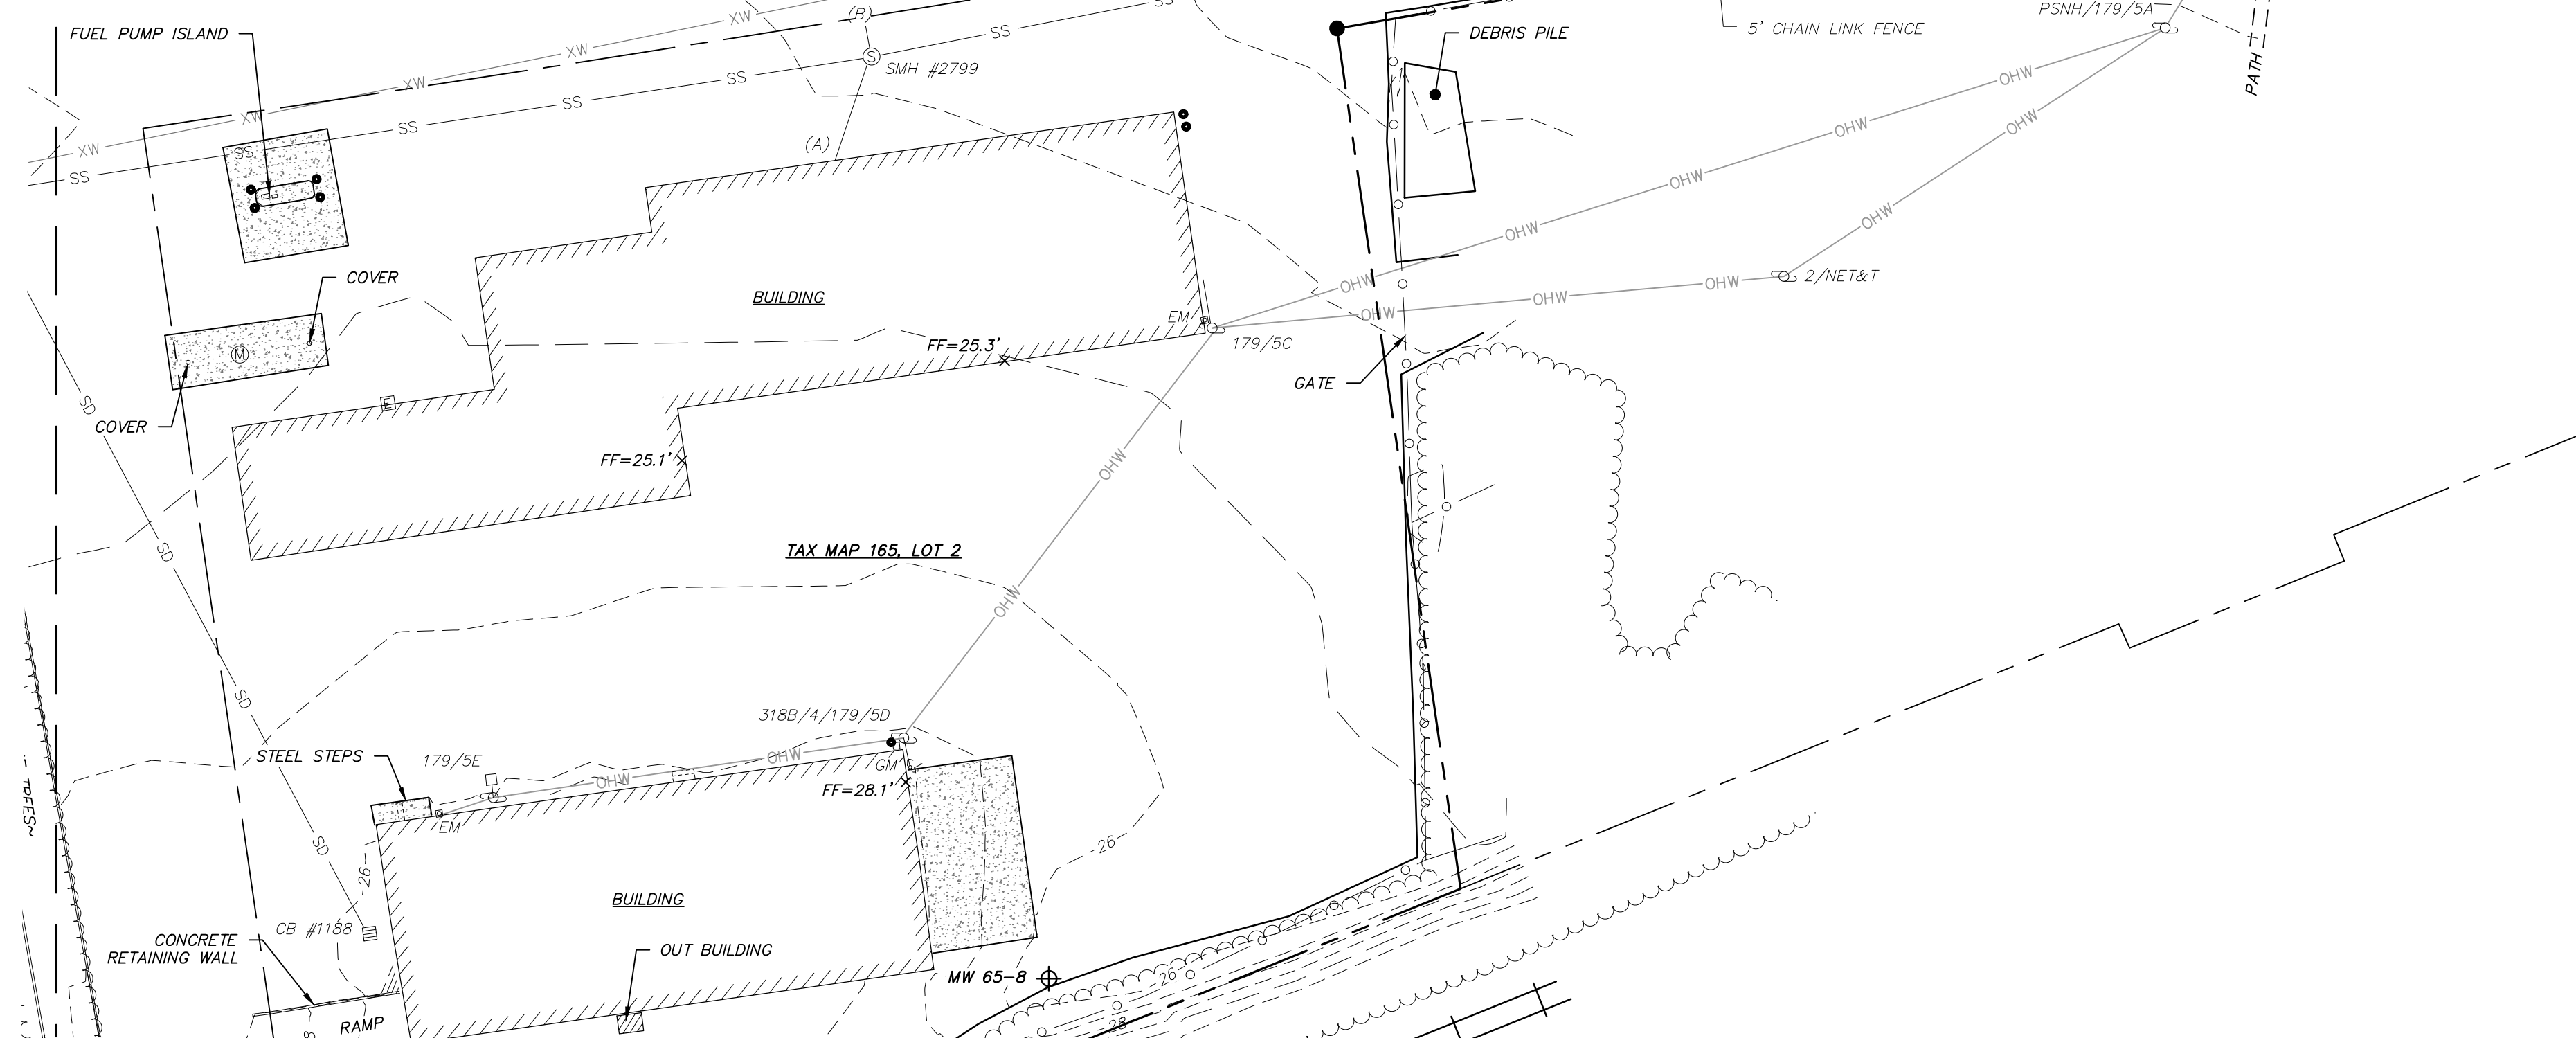 SS
(B)
XW
PSNH/179/5A
FUEL PUMP ISLAND
SS
DEBRIS PILE
5' CHAIN LINK FENCE
XW
SMH #2799
OHW
PATH
SS
XW
SS
XW
OHW
OHW
SS
(A)
XW
SS
SS
OHW
OHW
OHW
COVER
BUILDING
OHW
OHW
OHW
2/NET&T
EM
OHW
179/5C
FF=25.3'
M
GATE
E
SD
COVER
FF=25.1'
OHW
SD
TAX MAP 165, LOT 2
OHW
SD
318B/4/179/5D
STEEL STEPS
179/5E
OHW
GM
OHW
FF=28.1'
TREES~
EM
SD
26
26
BUILDING
CB #1188
CONCRETE
RETAINING WALL
OUT BUILDING
MW 65-8
26
RAMP
28